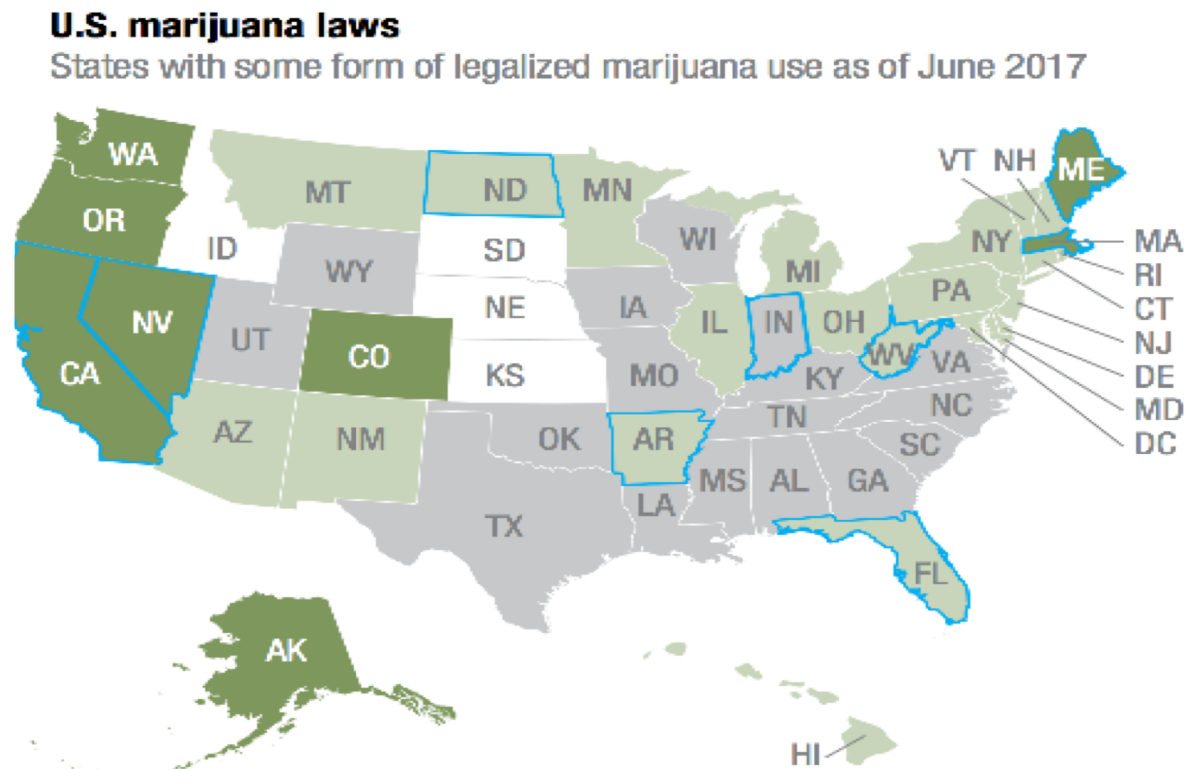 U.S. marijuana laws
States with some form of legalized marijuana use as of June 2017
WA
VT NH ME
MT
ND
MN
OR
ID
SD
WI
NY
MA
WY
MI
RI
NV
NE
IA
PA
CT
UT
CO
IL
IN
OH
NJ
CA
KS
MO
WV
VA
DE
KY
MD
AZ
NM
OK
AR
TN
NC
DC
SC
MS
AL
GA
TX
LA
FL
AK
HI